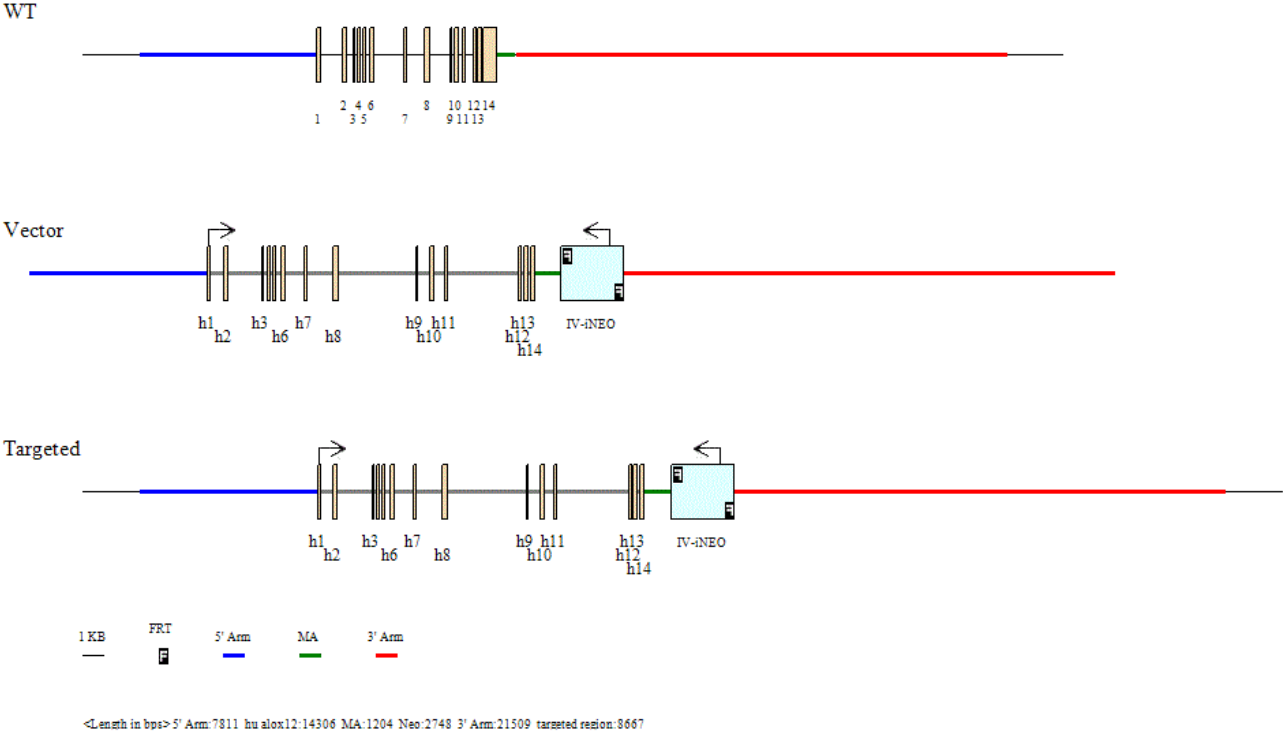 WT
2 4 6 8 10 12 14
1 3 5 7 9 11 13
Vector
h1 h3 h7 h9 h11 h13 IV-iNEO
h2 h6 h8 h10 h12
h14
F
F
Targeted
h1 h3 h7 h9 h11 h13 IV-iNEO
h2 h6 h8 h10 h12
h14
F
F
1 KB FRT 5' Arm MA 3' Arm
F
<Length in bps> 5' Arm:7811 hu alox12:14306 MA:1204 Neo:2748 3' Arm:21509 targeted region:8667